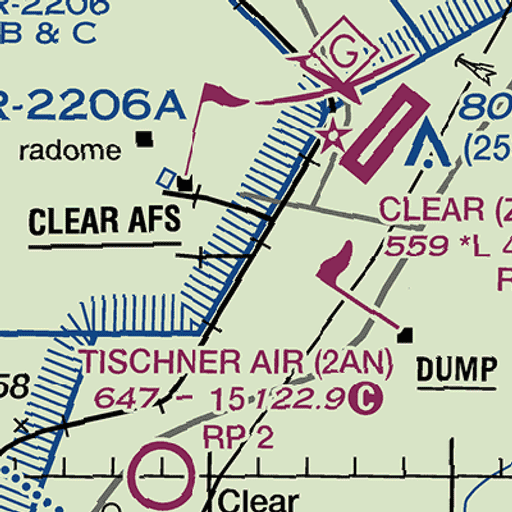 R-2206
B & C
G
R-2206A
80
radome
(25
CLEAR AFS
CLEAR (Z
559 *L 4
R
TISCHNER AIR (2AN)
DUMP
58
647 - 15 122.9 C
RP 2
Clear